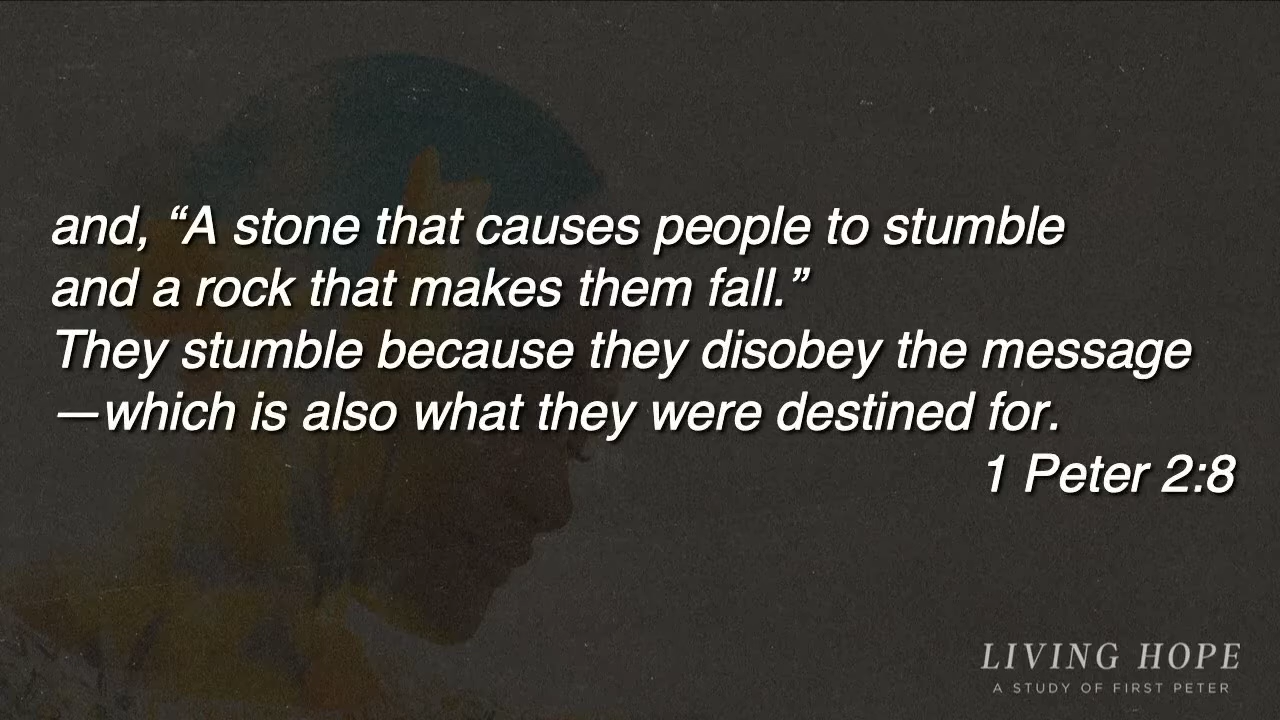 and, “A stone that causes people to stumble
and a rock that makes them fall.”
They stumble because they disobey the message
—which is also what they were destined for.
1 Peter 2:8
LIVING HOPE
A STUDY OF FIRST PETER